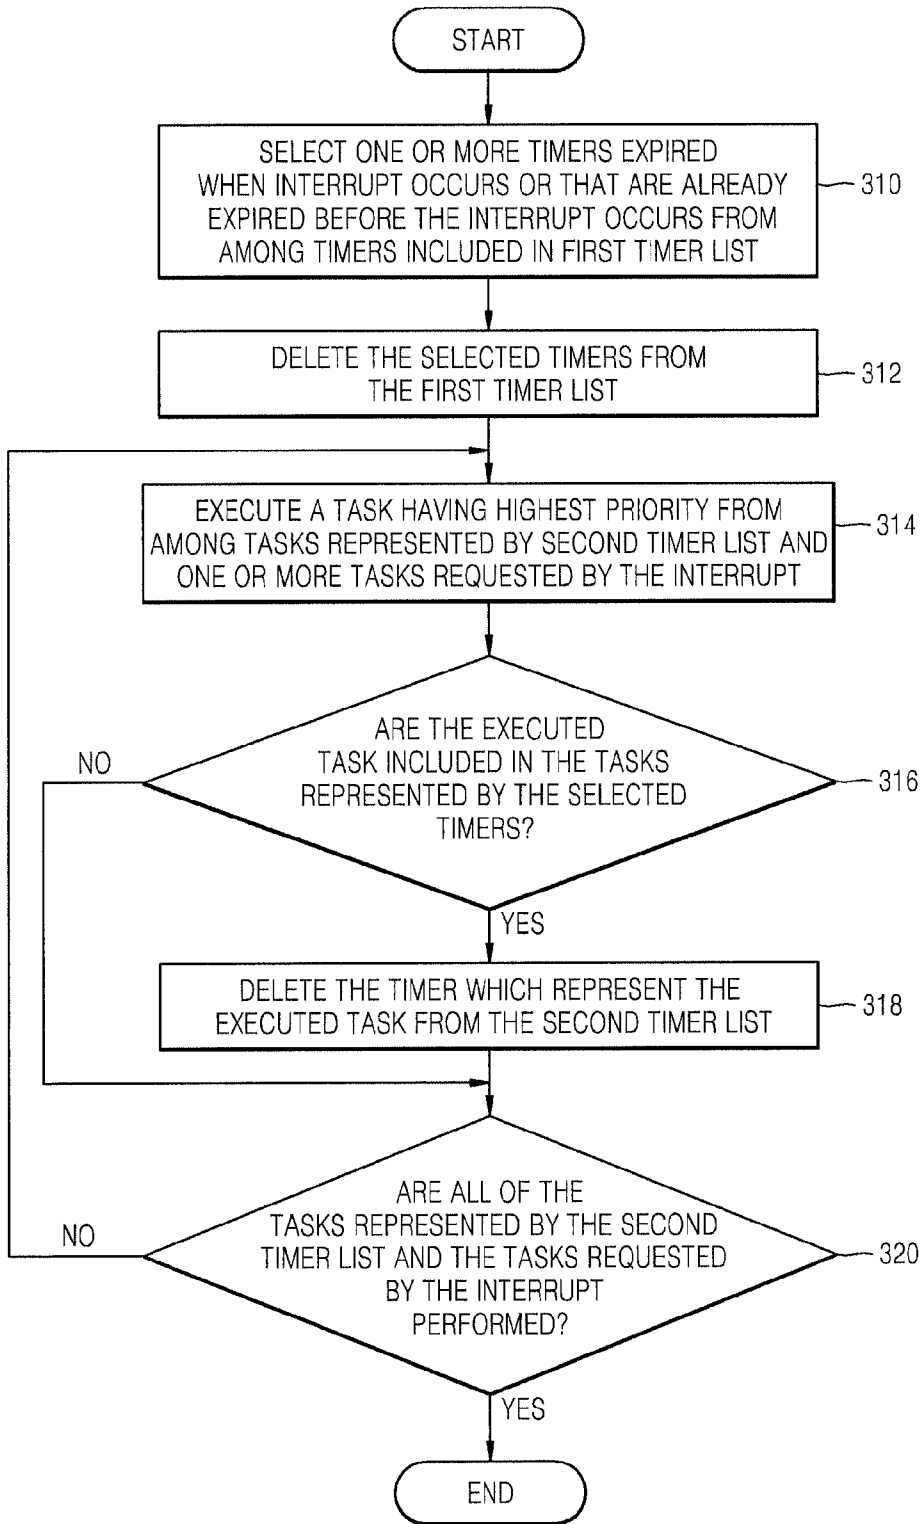 START
SELECT ONE OR MORE TIMERS EXPIRED
WHEN INTERRUPT OCCURS OR THAT ARE ALREADY
EXPIRED BEFORE THE INTERRUPT OCCURS FROM
AMONG TIMERS INCLUDED IN FIRST TIMER LIST
310
DELETE THE SELECTED TIMERS FROM
THE FIRST TIMER LIST
312
EXECUTE A TASK HAVING HIGHEST PRIORITY FROM
AMONG TASKS REPRESENTED BY SECOND TIMER LIST AND
ONE OR MORE TASKS REQUESTED BY THE INTERRUPT
314
ARE THE EXECUTED
TASK INCLUDED IN THE TASKS
REPRESENTED BY THE SELECTED
TIMERS?
316
NO
YES
DELETE THE TIMER WHICH REPRESENT THE
EXECUTED TASK FROM THE SECOND TIMER LIST
318
ARE ALL OF THE
TASKS REPRESENTED BY THE SECOND
TIMER LIST AND THE TASKS REQUESTED
BY THE INTERRUPT
PERFORMED?
320
NO
YES
END